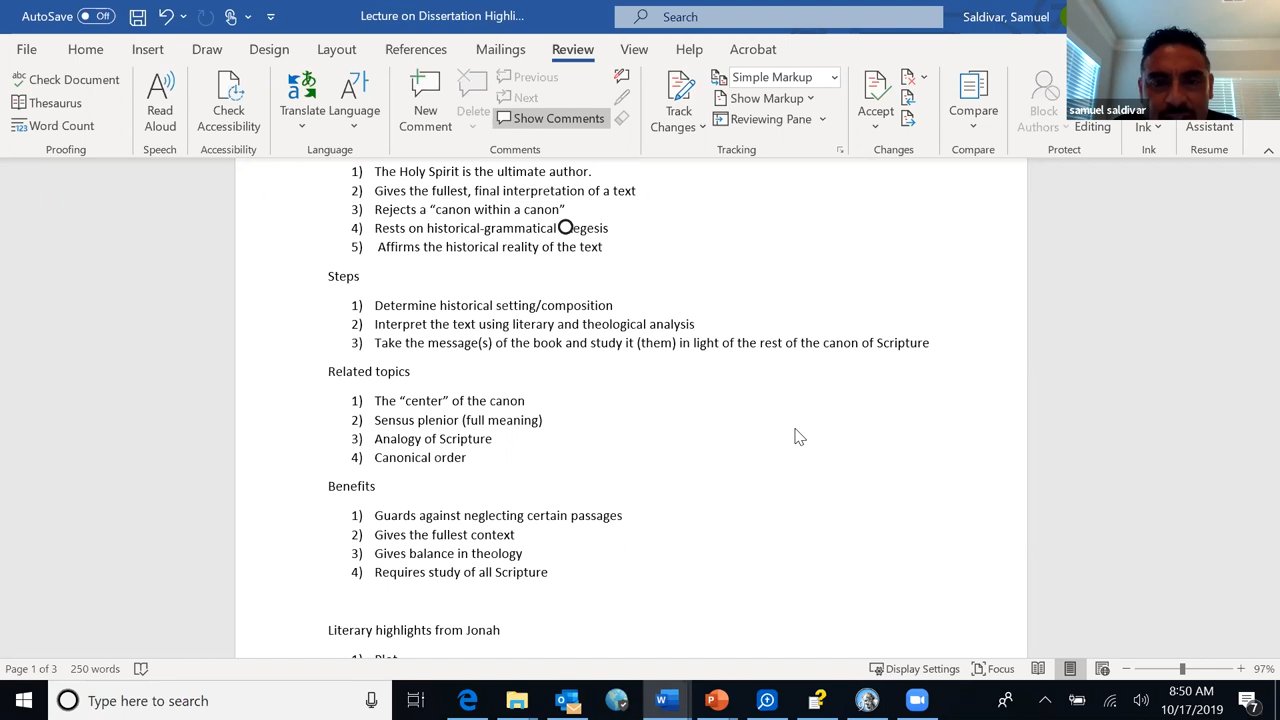 AutoSave Off Lecture on Dissertation Highli... Search Saldivar, Samuel
File Home Insert Draw Design Layout References Mailings Review View Help Acrobat
abc Check Document
Thesaurus
123 Word Count
Proofing
Read Aloud
Speech
Check Accessibility
Accessibility
Translate Language
Language
New Comment
Delete
Previous
Next
Show Comments
Comments
Track Changes
Simple Markup
Show Markup
Reviewing Pane
Tracking
Accept
Changes
Compare
Compare
Block Authors
Editing
Protect
Ink
Ink
Assistant
Resume
samuel saldivar
1) The Holy Spirit is the ultimate author.
2) Gives the fullest, final interpretation of a text
3) Rejects a “canon within a canon”
4) Rests on historical-grammatical egesis
5) Affirms the historical reality of the text
Steps
1) Determine historical setting/composition
2) Interpret the text using literary and theological analysis
3) Take the message(s) of the book and study it (them) in light of the rest of the canon of Scripture
Related topics
1) The “center” of the canon
2) Sensus plenior (full meaning)
3) Analogy of Scripture
4) Canonical order
Benefits
1) Guards against neglecting certain passages
2) Gives the fullest context
3) Gives balance in theology
4) Requires study of all Scripture
Literary highlights from Jonah
1) Plot
Page 1 of 3 250 words Display Settings Focus 97%
Type here to search
8:50 AM
10/17/2019
7